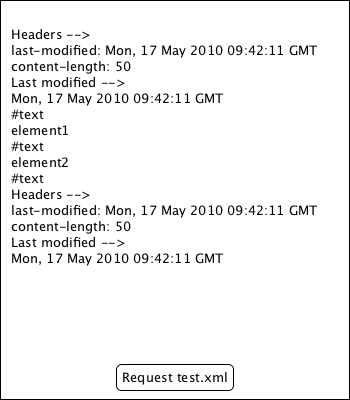 Headers -->
last-modified: Mon, 17 May 2010 09:42:11 GMT
content-length: 50
Last modified -->
Mon, 17 May 2010 09:42:11 GMT
#text
element1
#text
element2
#text
Headers -->
last-modified: Mon, 17 May 2010 09:42:11 GMT
content-length: 50
Last modified -->
Mon, 17 May 2010 09:42:11 GMT
Request test.xml